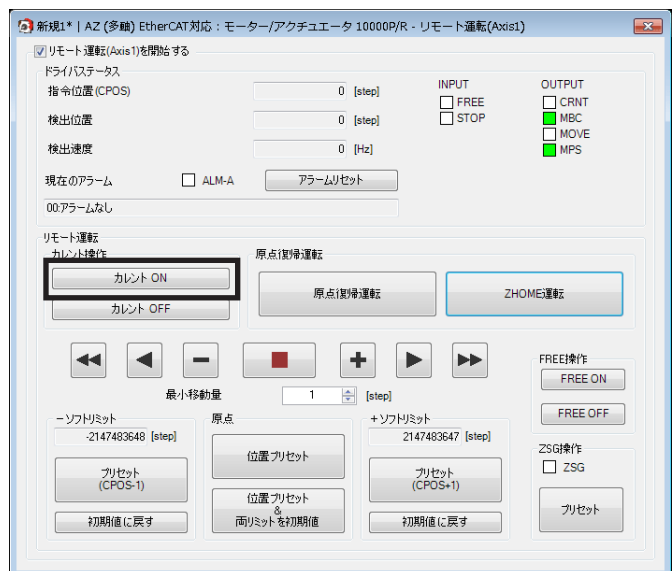 新規1* | AZ (多軸) EtherCAT対応：モーター/アクチュエータ 10000P/R - リモート運転(Axis1)
リモート運転(Axis1)を開始する
ドライバステータス
指令位置(CPOS) 0 [step]
検出位置 0 [step]
検出速度 0 [Hz]
INPUT
FREE
STOP
OUTPUT
CRNT
MBC
MOVE
MPS
現在のアラーム ALM-A アラームリセット
00:アラームなし
リモート運転
カレント操作
カレント ON
カレント OFF
原点復帰運転
原点復帰運転 ZHOME運転
最小移動量 1 [step]
FREE操作
FREE ON
FREE OFF
－ソフトリミット
-2147483648 [step]
プリセット
(CPOS-1)
初期値に戻す
原点
位置プリセット
位置プリセット
&
両リミットを初期値
＋ソフトリミット
2147483647 [step]
プリセット
(CPOS+1)
初期値に戻す
ZSG操作
ZSG
プリセット